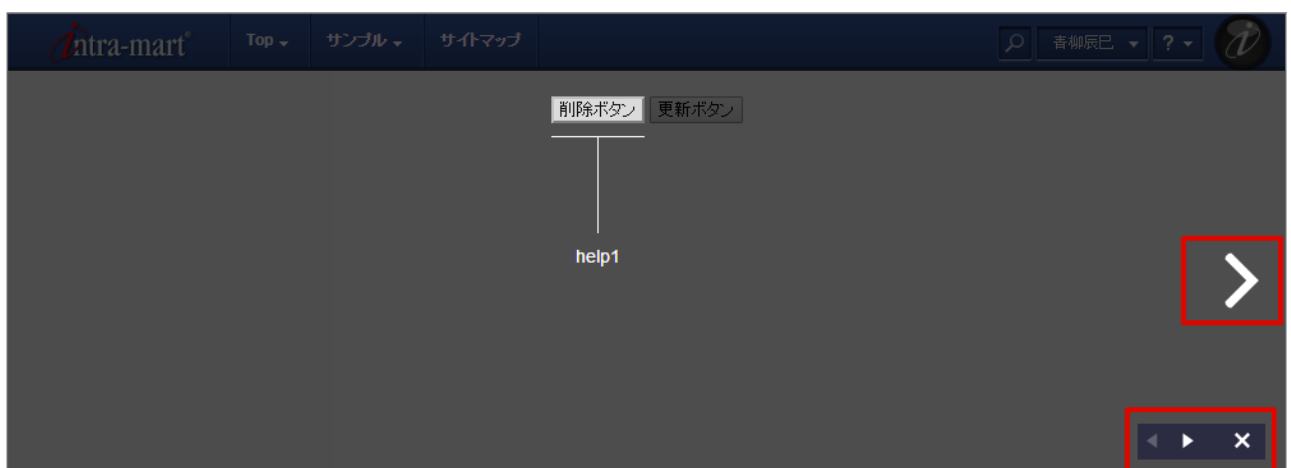 intra-mart®
Top
サンプル
サイトマップ
青柳辰巳
?
削除ボタン
更新ボタン
help1